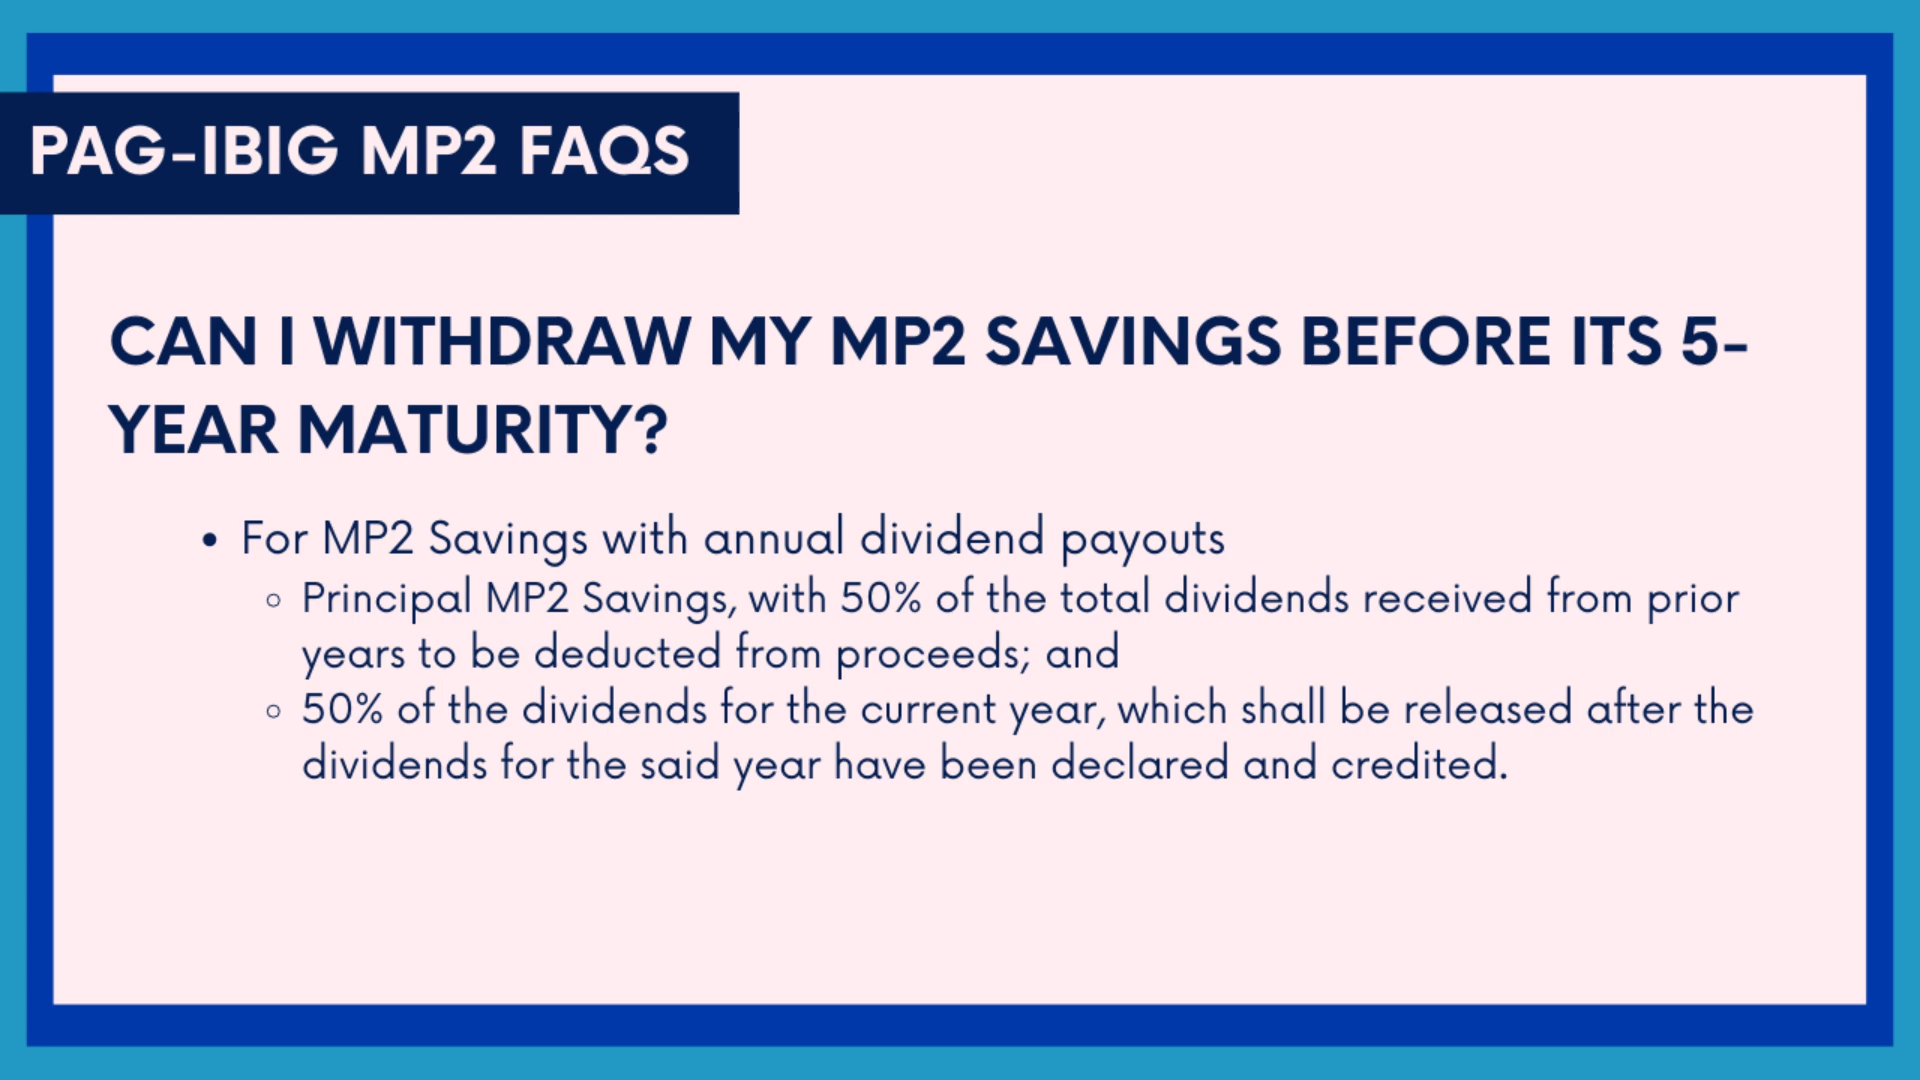 PAG-IBIG MP2 FAQS
CAN I WITHDRAW MY MP2 SAVINGS BEFORE ITS 5-
YEAR MATURITY?
• For MP2 Savings with annual dividend payouts
◦ Principal MP2 Savings, with 50% of the total dividends received from prior
years to be deducted from proceeds; and
◦ 50% of the dividends for the current year, which shall be released after the
dividends for the said year have been declared and credited.